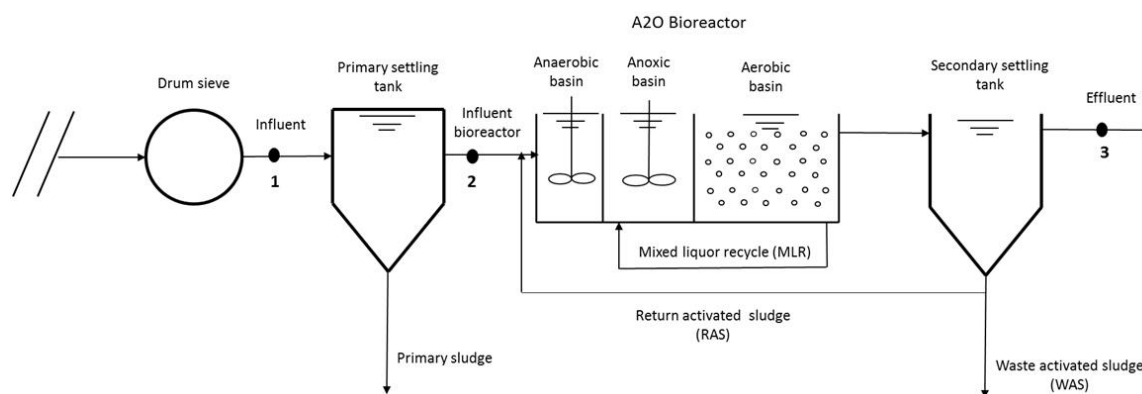 A2O Bioreactor
Drum sieve
Primary settling
tank
Anaerobic
basin
Anoxic
basin
Aerobic
basin
Secondary settling
tank
Influent
1
Influent
bioreactor
2
Effluent
3
Mixed liquor recycle (MLR)
Return activated sludge
(RAS)
Primary sludge
Waste activated sludge
(WAS)